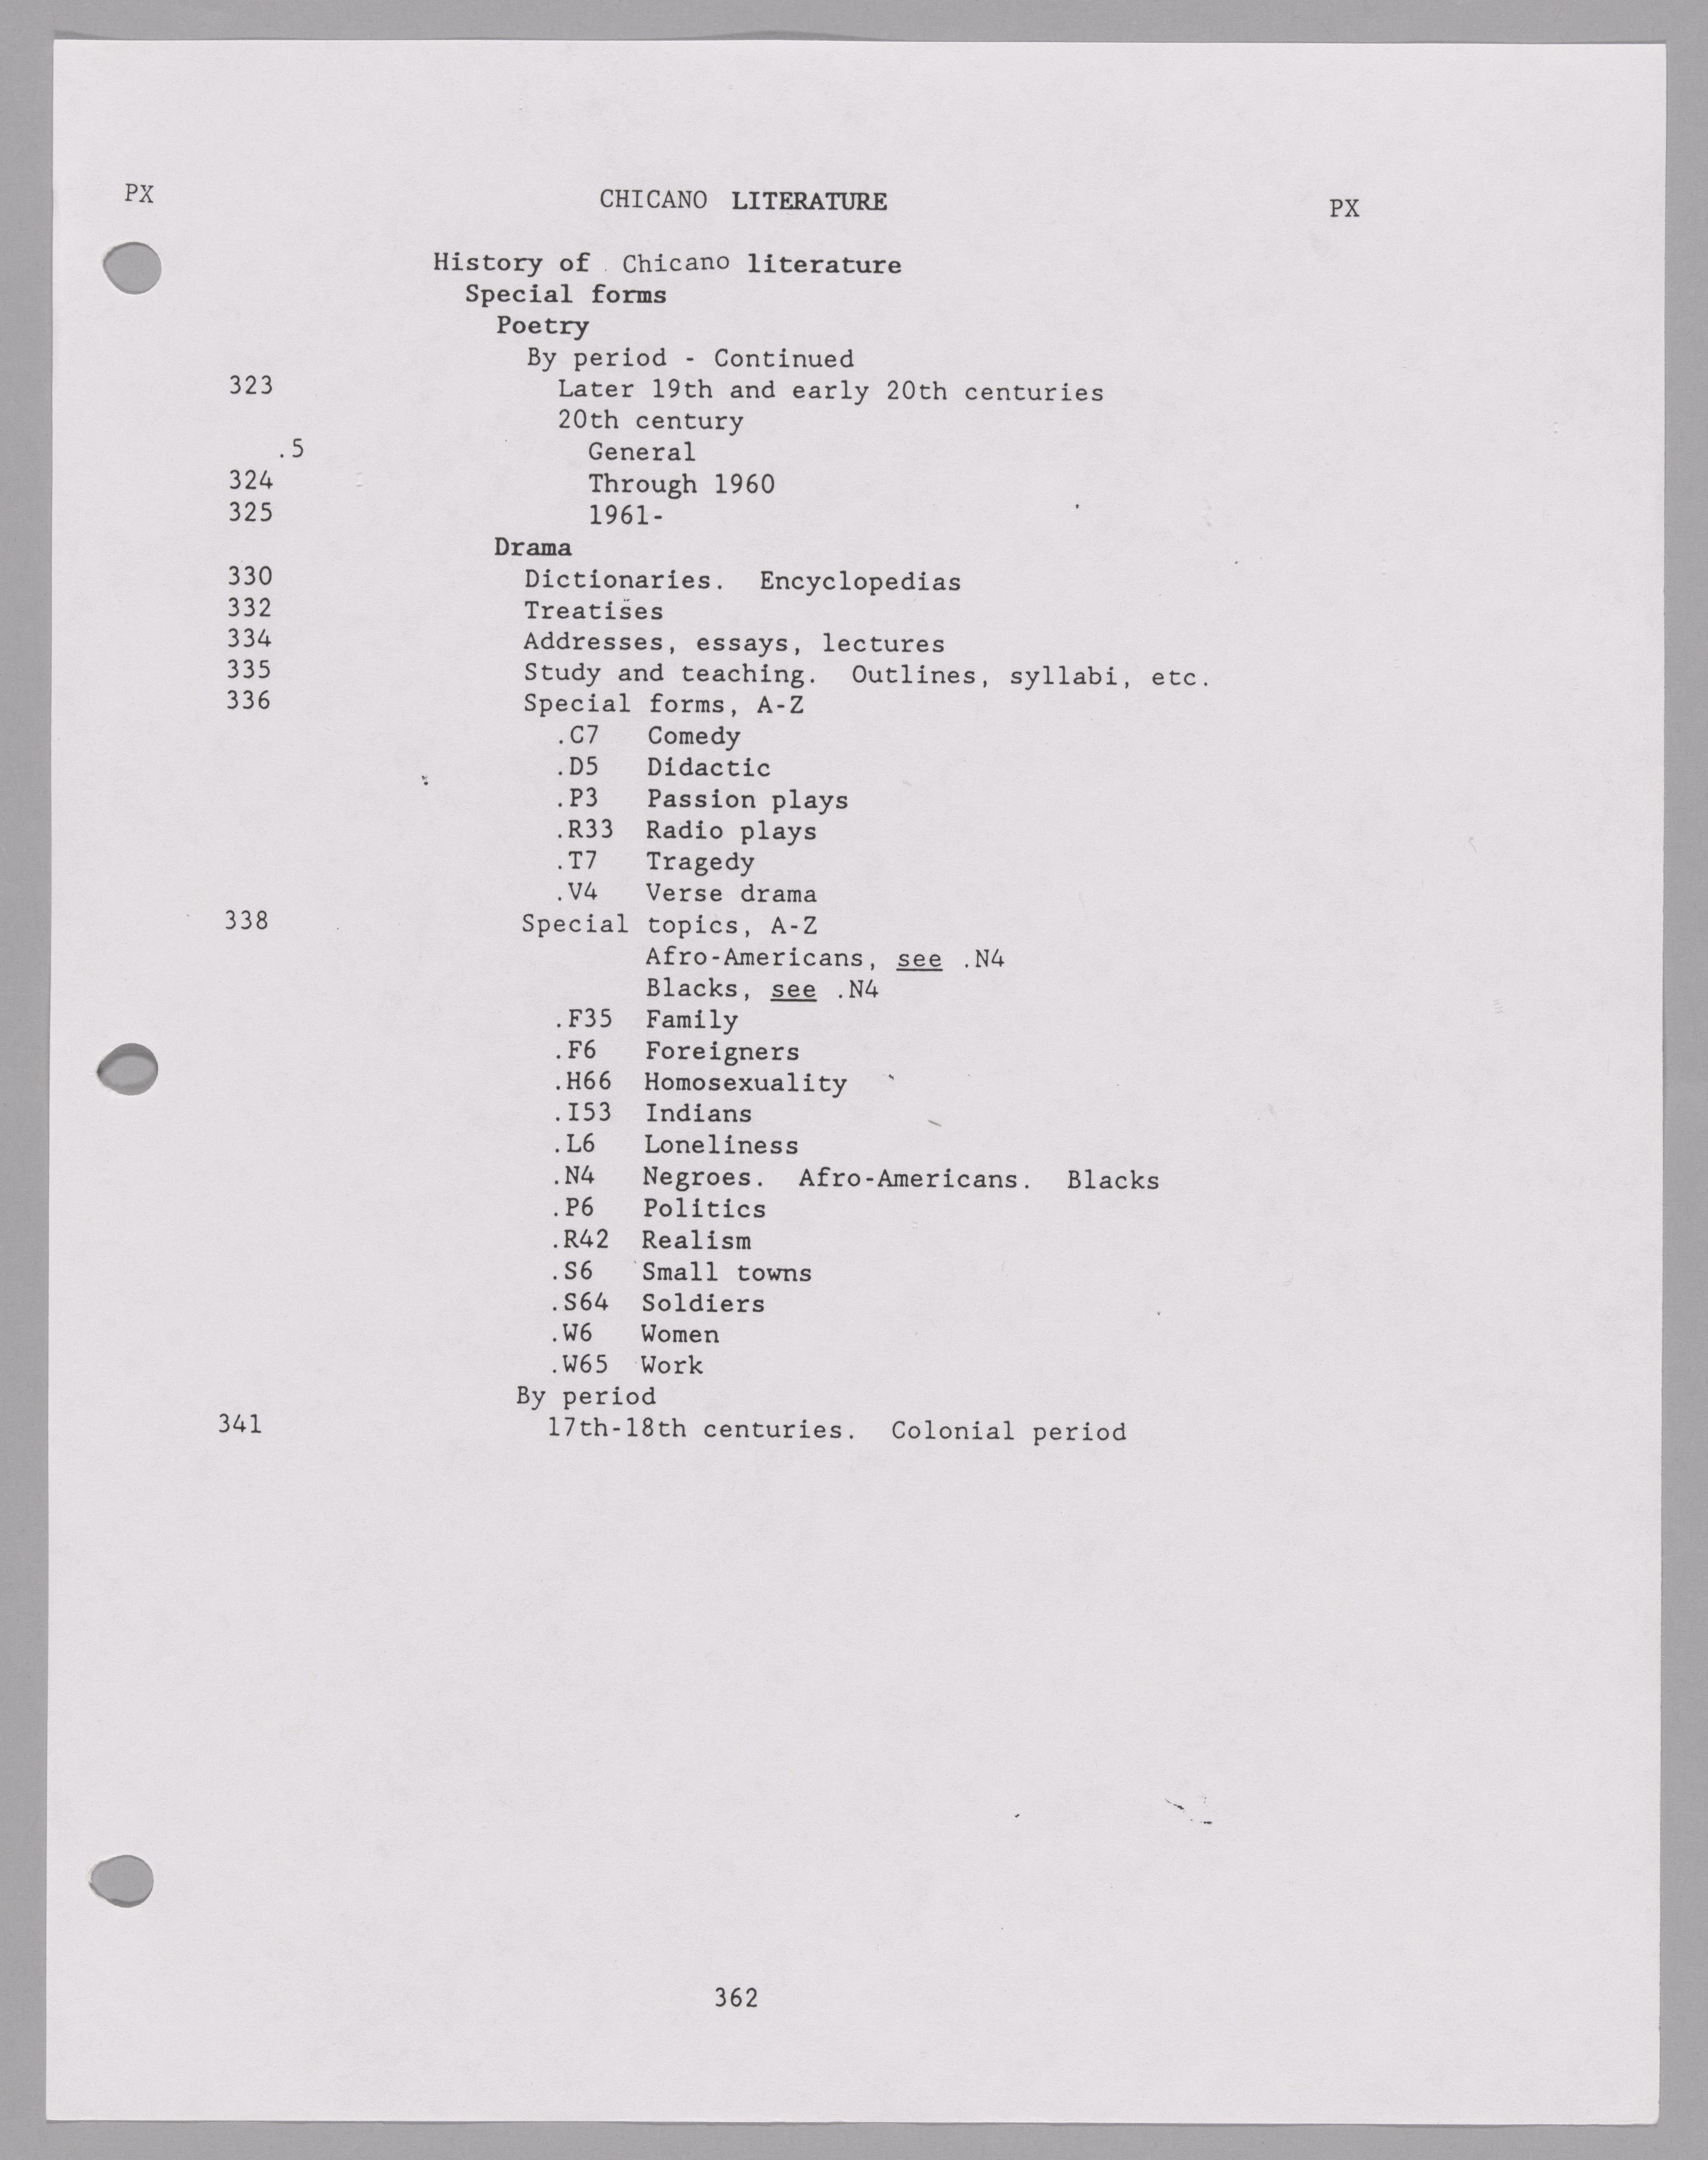 PX CHICANO LITERATURE PX
History of Chicano literature
Special forms
Poetry
By period - Continued
323 Later 19th and early 20th centuries
20th century
.5 General
324 Through 1960
325 1961-
Drama
330 Dictionaries. Encyclopedias
332 Treatises
334 Addresses, essays, lectures
335 Study and teaching. Outlines, syllabi, etc.
336 Special forms, A-Z
.C7 Comedy
.D5 Didactic
.P3 Passion plays
.R33 Radio plays
.T7 Tragedy
.V4 Verse drama
338 Special topics, A-Z
Afro-Americans, see .N4
Blacks, see .N4
.F35 Family
.F6 Foreigners
.H66 Homosexuality
.I53 Indians
.L6 Loneliness
.N4 Negroes. Afro-Americans. Blacks
.P6 Politics
.R42 Realism
.S6 Small towns
.S64 Soldiers
.W6 Women
.W65 Work
By period
341 17th-18th centuries. Colonial period
362